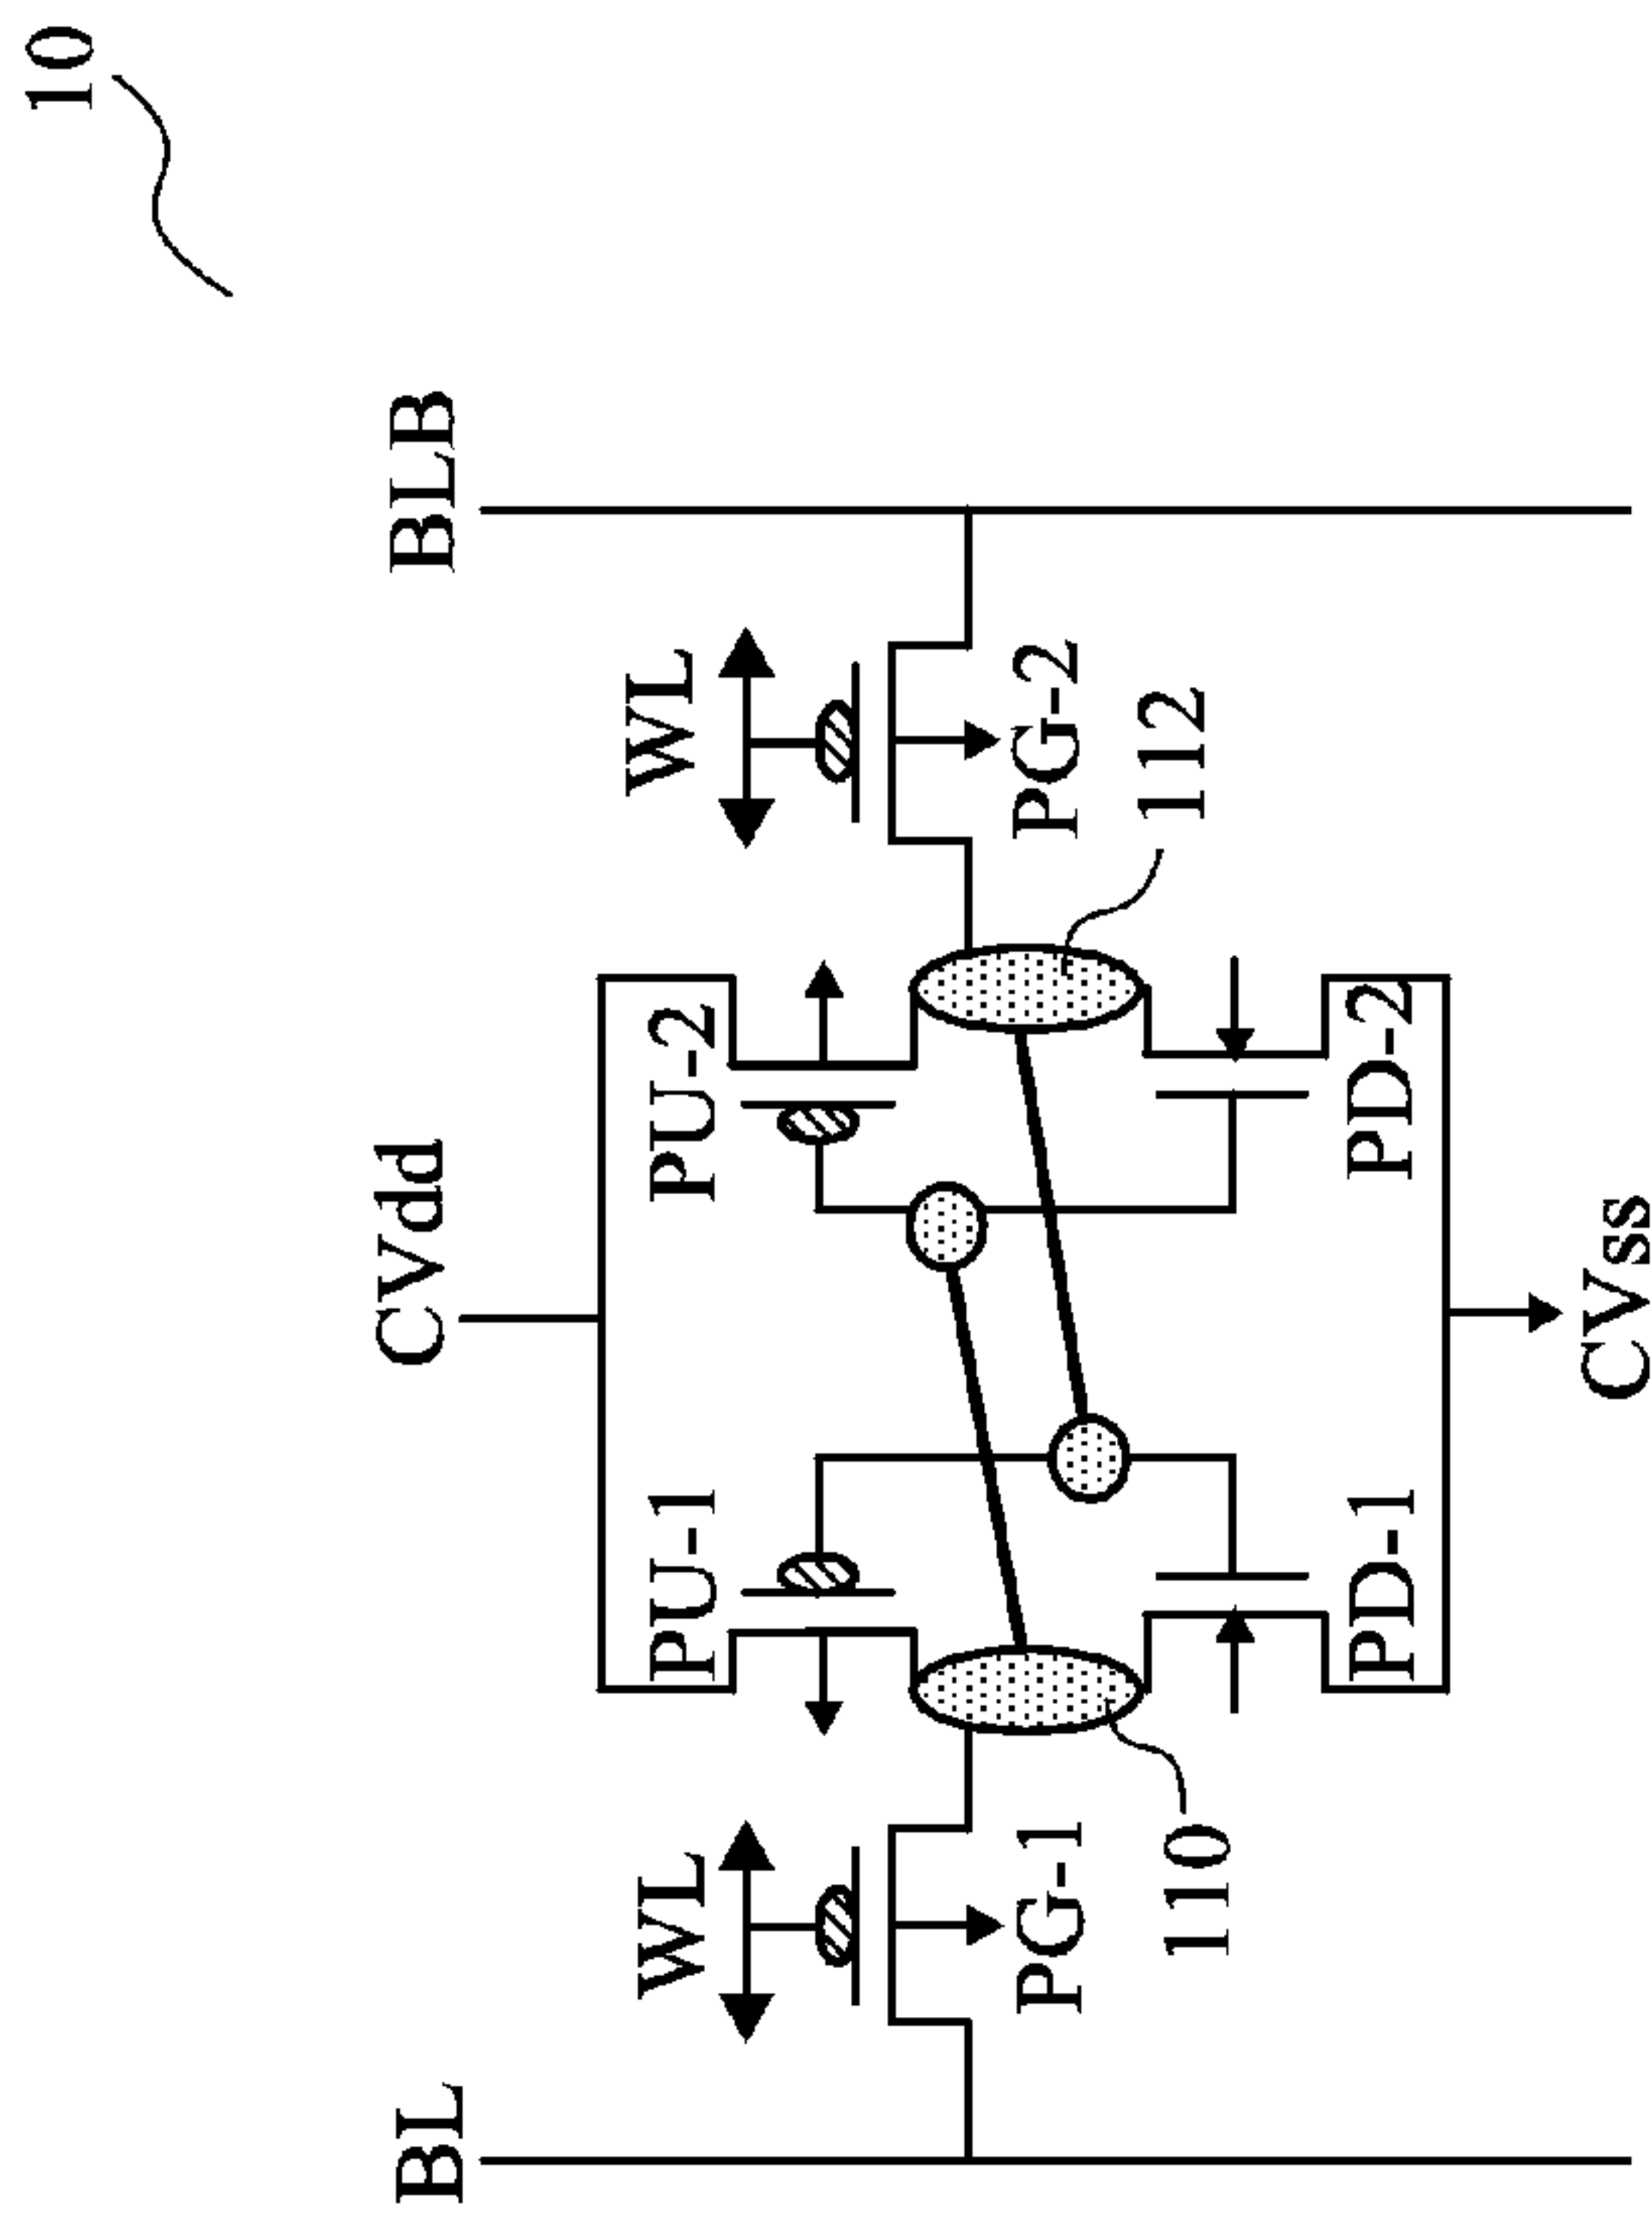 10
BL
CVdd
BLB
WL
PU-1
PU-2
WL
PG-1
PG-2
110
112
PD-1
PD-2
CVss